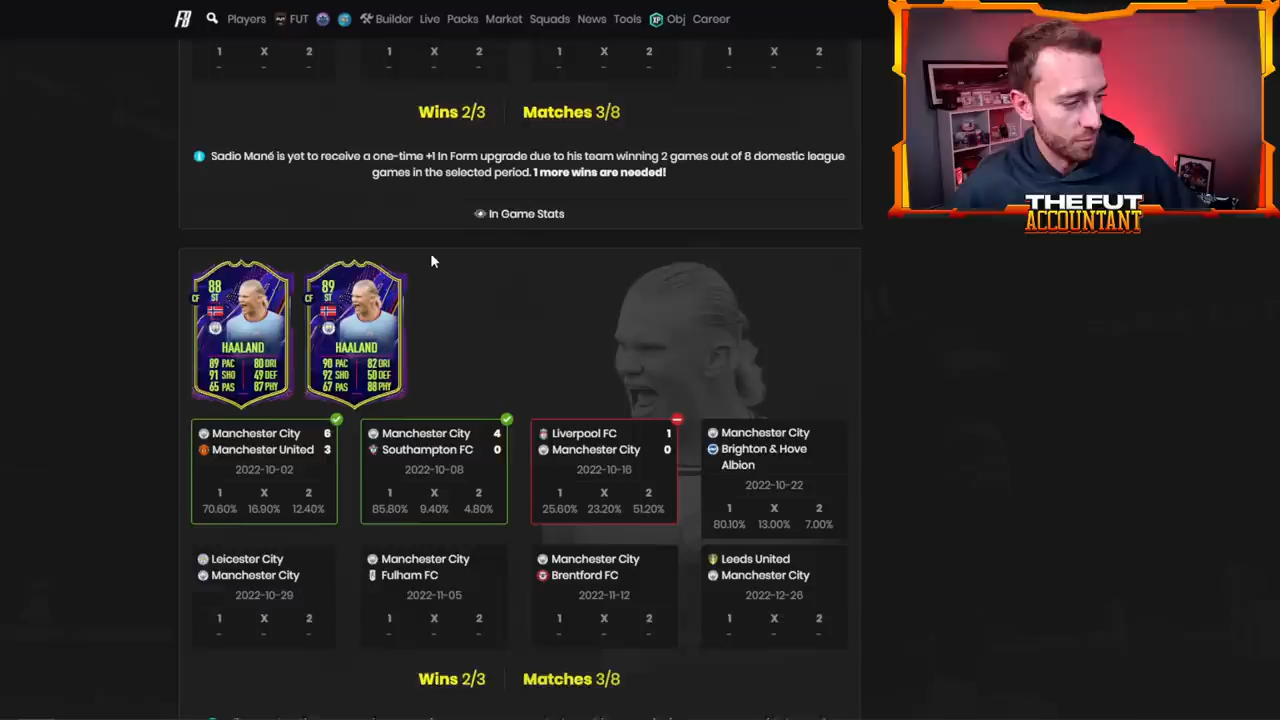 F8 Players FUT Builder Live Packs Market Squads News Tools XP Obj Career
1 X 2 1 X 2 1 X 2 1 X 2
- - - - - - - - - - - -
Wins 2/3 Matches 3/8
Sadio Mané is yet to receive a one-time +1 In Form upgrade due to his team winning 2 games out of 8 domestic league
games in the selected period. 1 more wins are needed!
In Game Stats
THE FUT
ACCOUNTANT
88
ST
CF
HAALAND
89 PAC 80 DRI
91 SHO 49 DEF
65 PAS 87 PHY
89
ST
CF
HAALAND
90 PAC 82 DRI
92 SHO 50 DEF
67 PAS 88 PHY
Manchester City 6
Manchester United 3
2022-10-02
1 X 2
70.60% 16.90% 12.40%
Manchester City 4
Southampton FC 0
2022-10-08
1 X 2
85.80% 9.40% 4.80%
Liverpool FC 1
Manchester City 0
2022-10-16
1 X 2
25.60% 23.20% 51.20%
Manchester City
Brighton & Hove
Albion
2022-10-22
1 X 2
80.10% 13.00% 7.00%
Leicester City
Manchester City
2022-10-29
1 X 2
- - -
Manchester City
Fulham FC
2022-11-05
1 X 2
- - -
Manchester City
Brentford FC
2022-11-12
1 X 2
- - -
Leeds United
Manchester City
2022-12-26
1 X 2
- - -
Wins 2/3 Matches 3/8